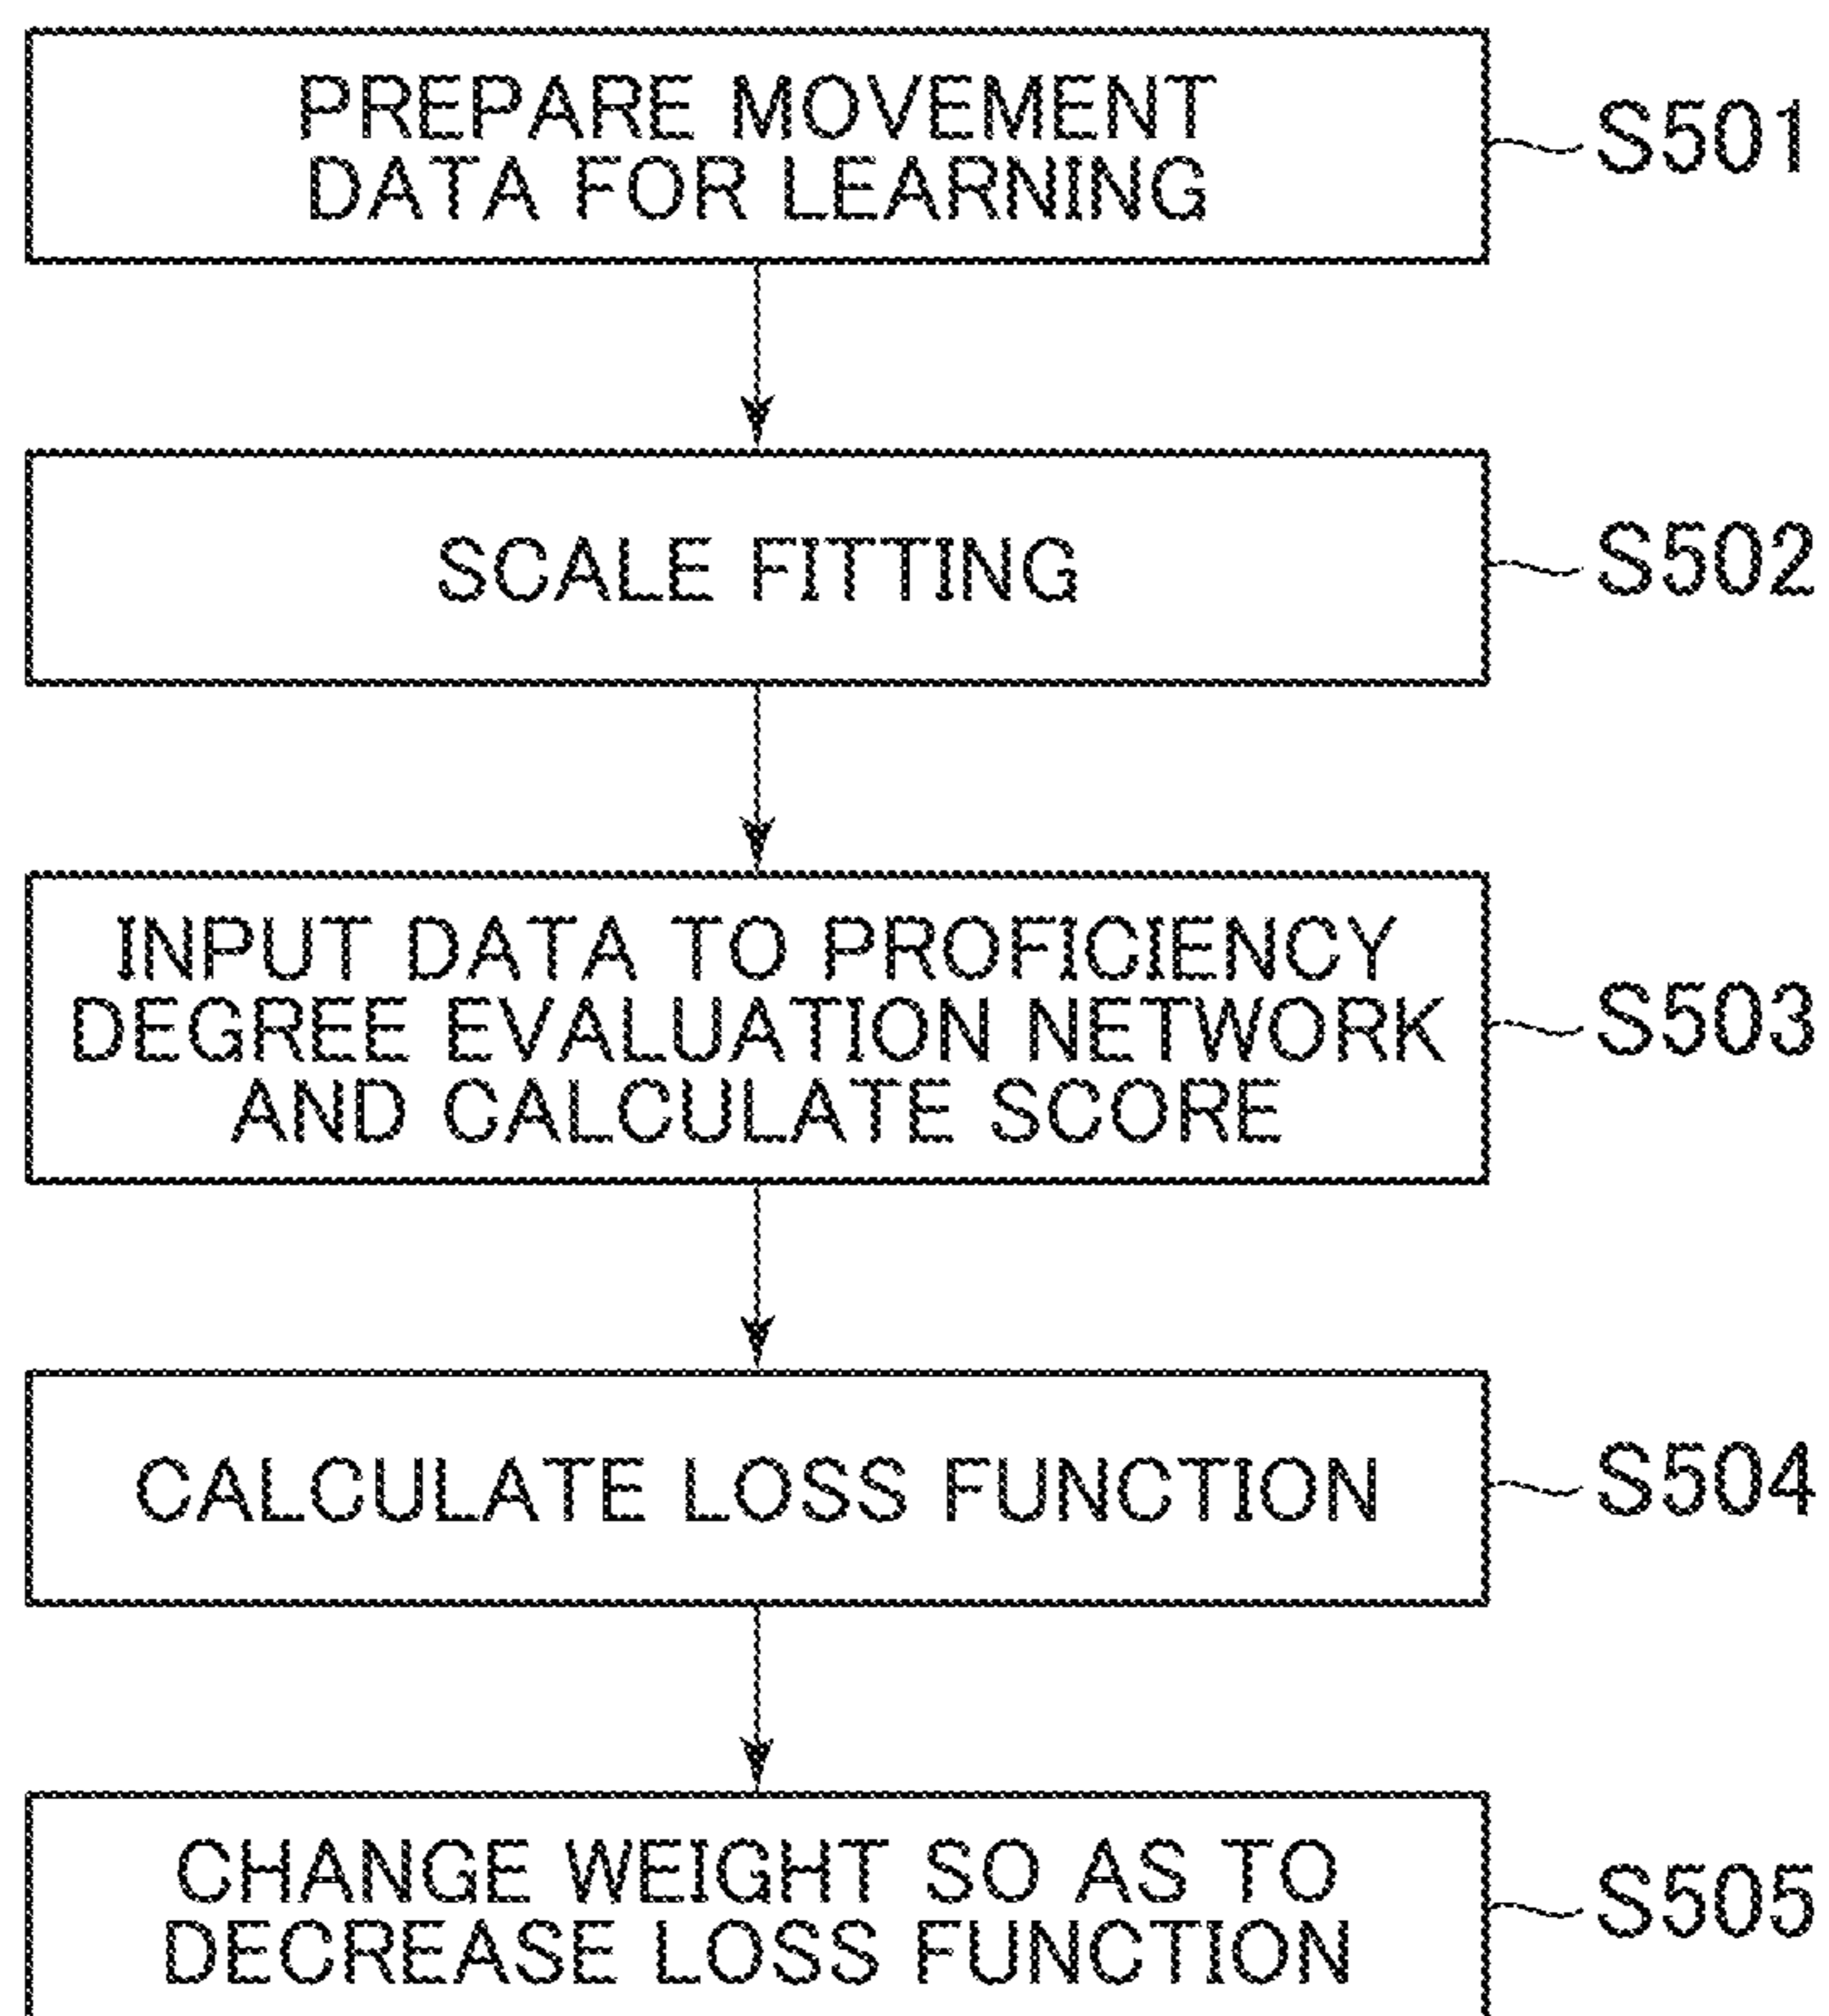 PREPARE MOVEMENT
DATA FOR LEARNING
S501
SCALE FITTING
S502
INPUT DATA TO PROFICIENCY
DEGREE EVALUATION NETWORK
AND CALCULATE SCORE
S503
CALCULATE LOSS FUNCTION
S504
CHANGE WEIGHT SO AS TO
DECREASE LOSS FUNCTION
S505